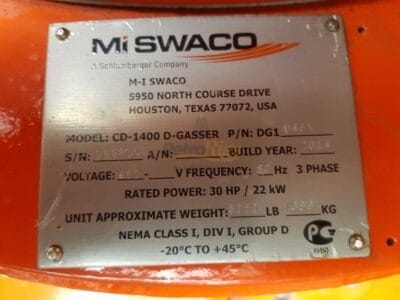 Mi SWACO
A Schlumberger Company
M-I SWACO
5950 NORTH COURSE DRIVE
HOUSTON, TEXAS 77072, USA
MODEL: CD-1400 D-GASSER P/N: DG1
S/N: A/N: BUILD YEAR:
VOLTAGE: V FREQUENCY: Hz 3 PHASE
RATED POWER: 30 HP / 22 kW
UNIT APPROXIMATE WEIGHT: LB KG
NEMA CLASS I, DIV I, GROUP D
-20°C TO +45°C